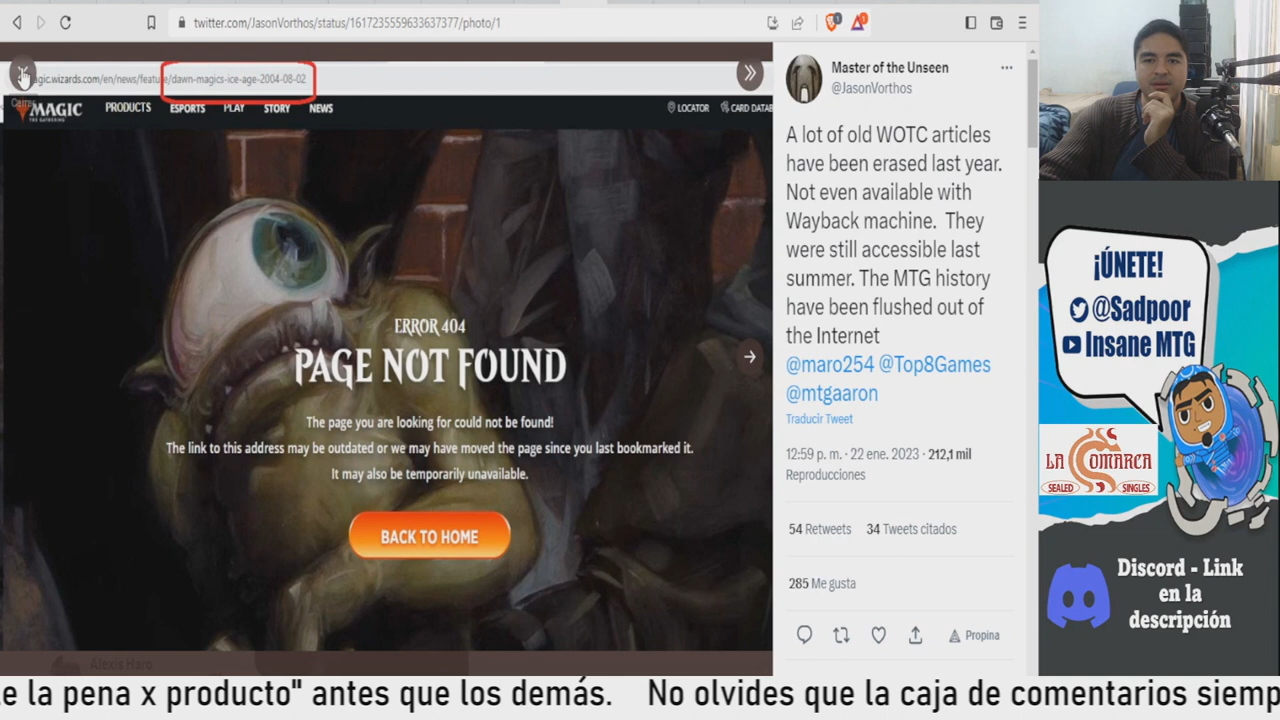 twitter.com/JasonVorthos/status/1617235559633637377/photo/1
1
1
agic.wizards.com/en/news/feature/dawn-magics-ice-age-2004-08-02
MAGIC
THE GATHERING
PRODUCTS
ESPORTS
PLAY
STORY
NEWS
LOCATOR
CARD DATAB
ERROR 404
PAGE NOT FOUND
The page you are looking for could not be found!
The link to this address may be outdated or we may have moved the page since you last bookmarked it.
It may also be temporarily unavailable.
BACK TO HOME
Alexis Haro
Master of the Unseen
@JasonVorthos
A lot of old WOTC articles
have been erased last year.
Not even available with
Wayback machine. They
were still accessible last
summer. The MTG history
have been flushed out of
the Internet
@maro254 @Top8Games
@mtgaaron
Traducir Tweet
12:59 p. m. · 22 ene. 2023 · 212,1 mil
Reproducciones
54 Retweets 34 Tweets citados
285 Me gusta
Propina
¡ÚNETE!
@Sadpoor
Insane MTG
LA COMARCA
SEALED SINGLES
Discord - Link
en la
descripción
e la pena x producto" antes que los demás. No olvides que la caja de comentarios siemp